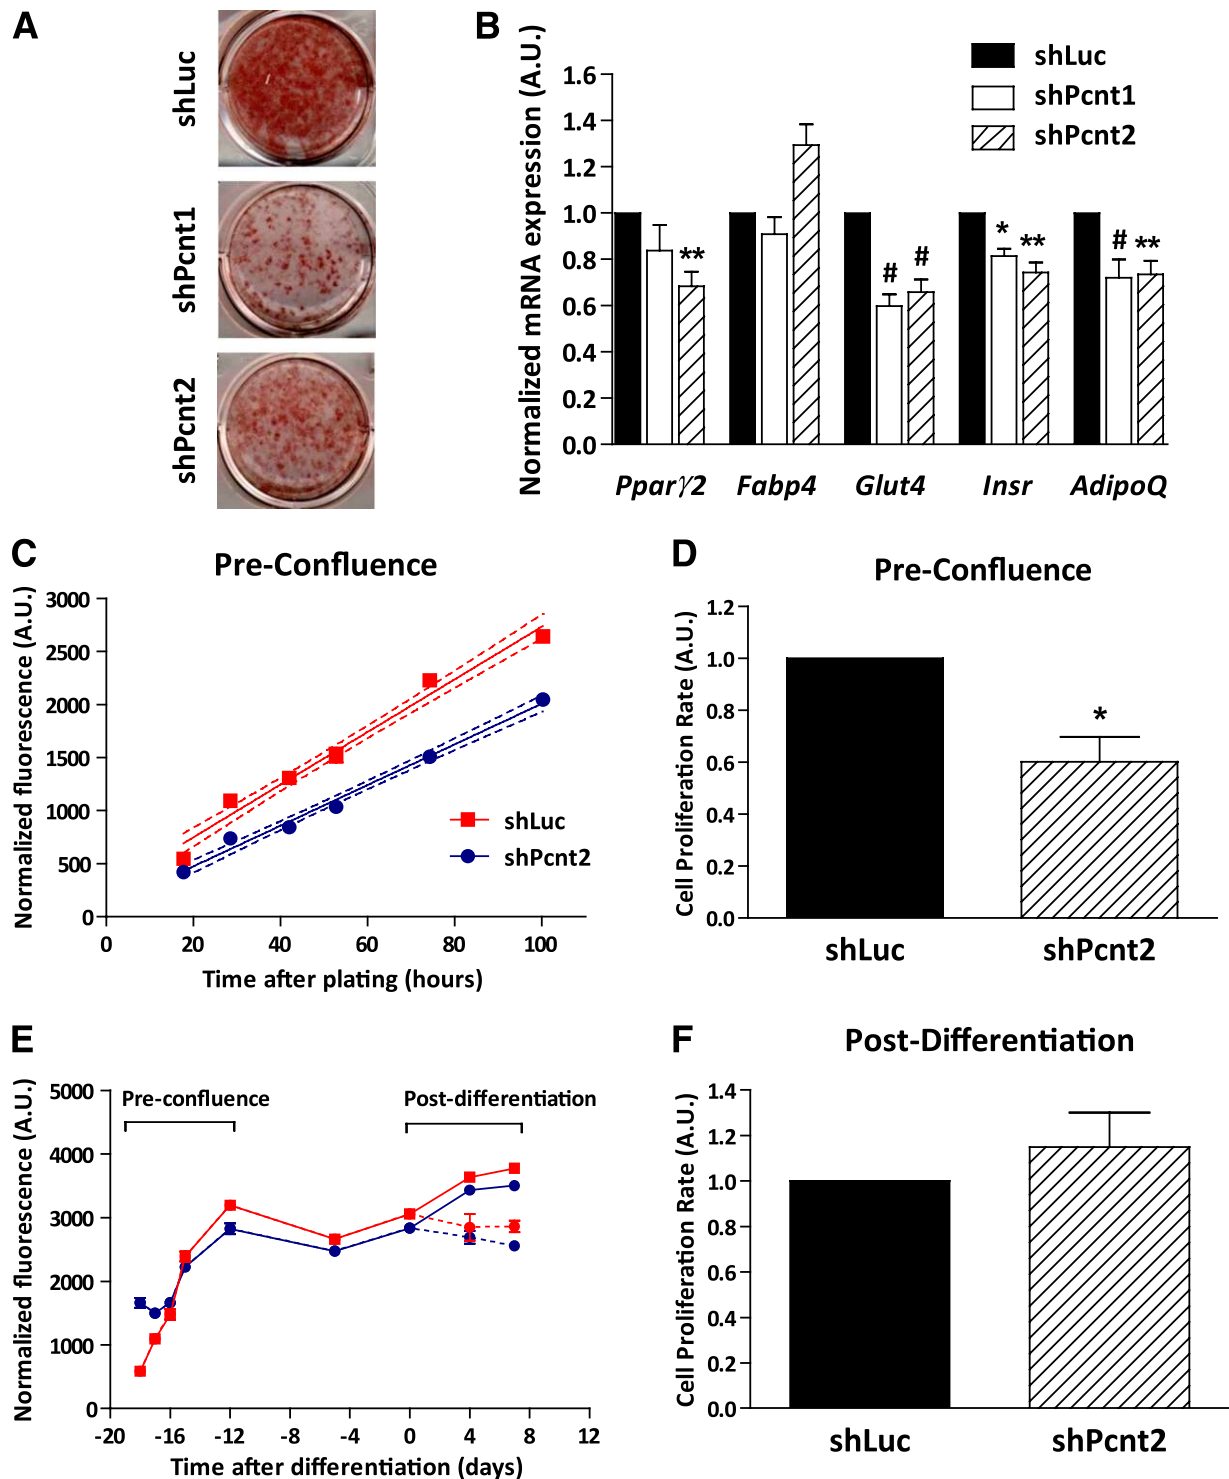 A
shLuc
shPcnt1
shPcnt2
B
Normalized mRNA expression (A.U.)
1.6
1.4
1.2
1.0
0.8
0.6
0.4
0.2
0.0
shLuc
shPcnt1
shPcnt2
**
# #
* **
# **
Pparγ2 Fabp4 Glut4 Insr AdipoQ
C
Pre-Confluence
Normalized fluorescence (A.U.)
3000
2500
2000
1500
1000
500
0
shLuc
shPcnt2
0 20 40 60 80 100
Time after plating (hours)
D
Pre-Confluence
Cell Proliferation Rate (A.U.)
1.2
1.0
0.8
0.6
0.4
0.2
0.0
*
shLuc shPcnt2
E
Normalized fluorescence (A.U.)
5000
4000
3000
2000
1000
0
Pre-confluence Post-differentiation
-20 -16 -12 -8 -4 0 4 8 12
Time after differentiation (days)
F
Post-Differentiation
Cell Proliferation Rate (A.U.)
1.4
1.2
1.0
0.8
0.6
0.4
0.2
0.0
shLuc shPcnt2